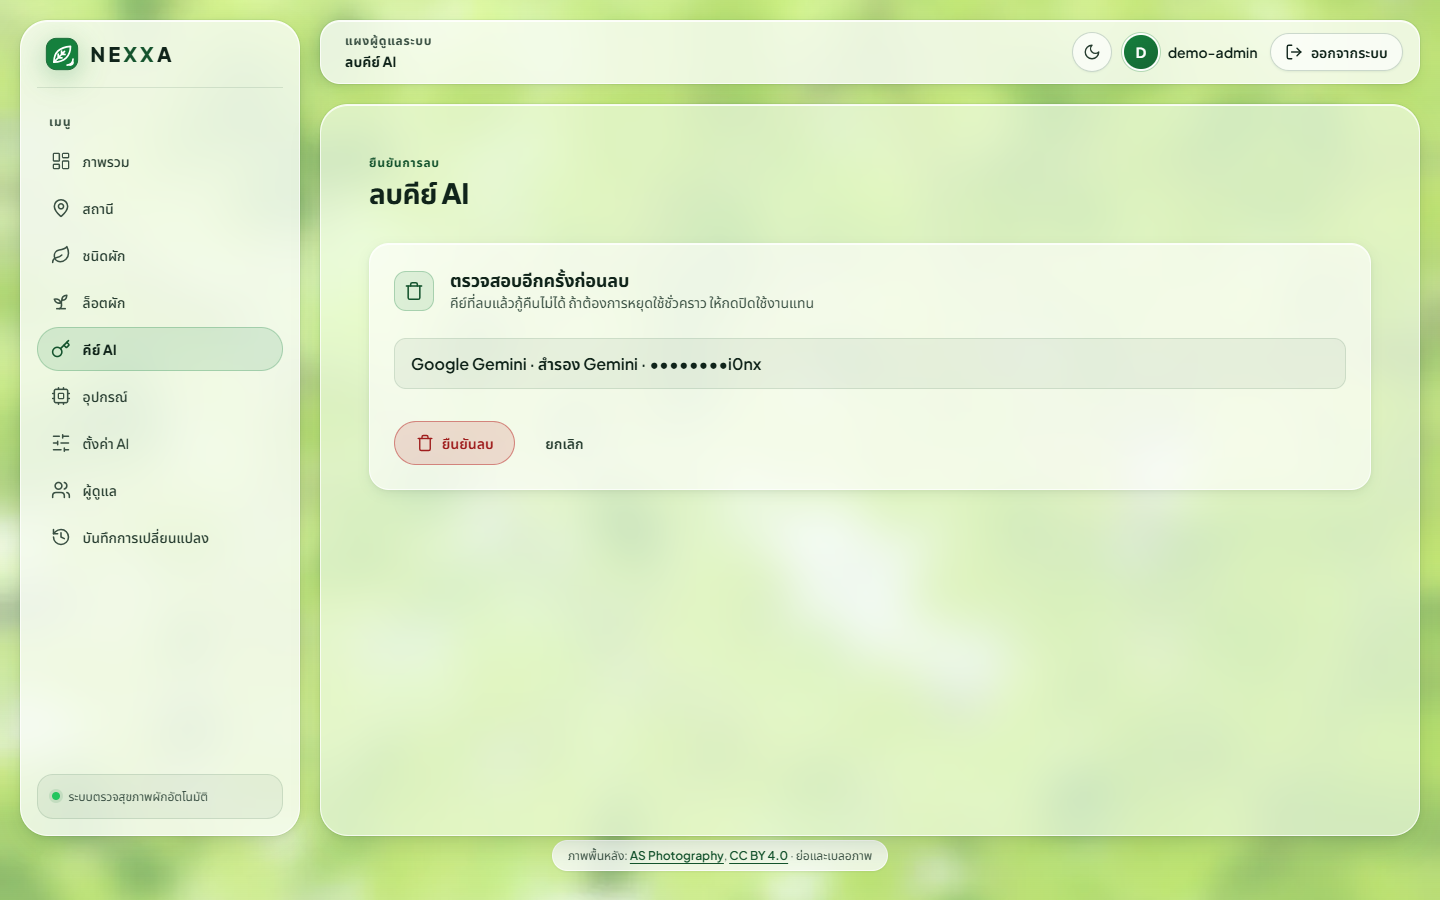 NEXXA
เมนู
ภาพรวม
สถานี
ชนิดผัก
ล็อตผัก
คีย์ AI
อุปกรณ์
ตั้งค่า AI
ผู้ดูแล
บันทึกการเปลี่ยนแปลง
ระบบตรวจสุขภาพผักอัตโนมัติ
แผงผู้ดูแลระบบ
ลบคีย์ AI
D
demo-admin
ออกจากระบบ
ยืนยันการลบ
ลบคีย์ AI
ตรวจสอบอีกครั้งก่อนลบ
คีย์ที่ลบแล้วกู้คืนไม่ได้ ถ้าต้องการหยุดใช้ชั่วคราว ให้กดปิดใช้งานแทน
Google Gemini · สำรอง Gemini · ●●●●●●●●i0nx
ยืนยันลบ
ยกเลิก
ภาพพื้นหลัง: AS Photography, CC BY 4.0 · ย่อและเบลอภาพ